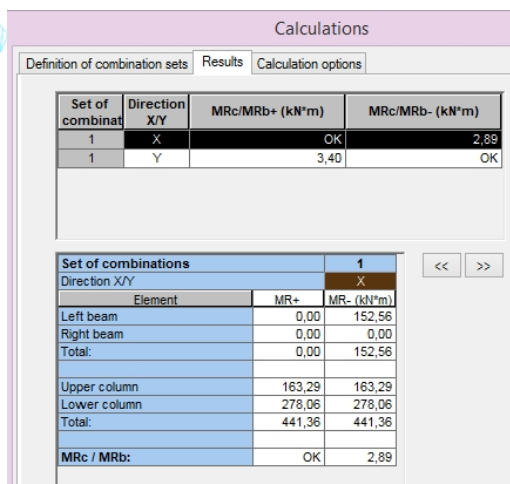 Calculations
Definition of combination sets Results Calculation options
Set of combinat Direction X/Y MRc/MRb+ (kN*m) MRc/MRb- (kN*m)
1 X OK 2,89
1 Y 3,40 OK
Set of combinations 1
<< >>
Direction X/Y X
Element MR+ MR- (kN*m)
Left beam 0,00 152,56
Right beam 0,00 0,00
Total: 0,00 152,56
Upper column 163,29 163,29
Lower column 278,06 278,06
Total: 441,36 441,36
MRc / MRb: OK 2,89